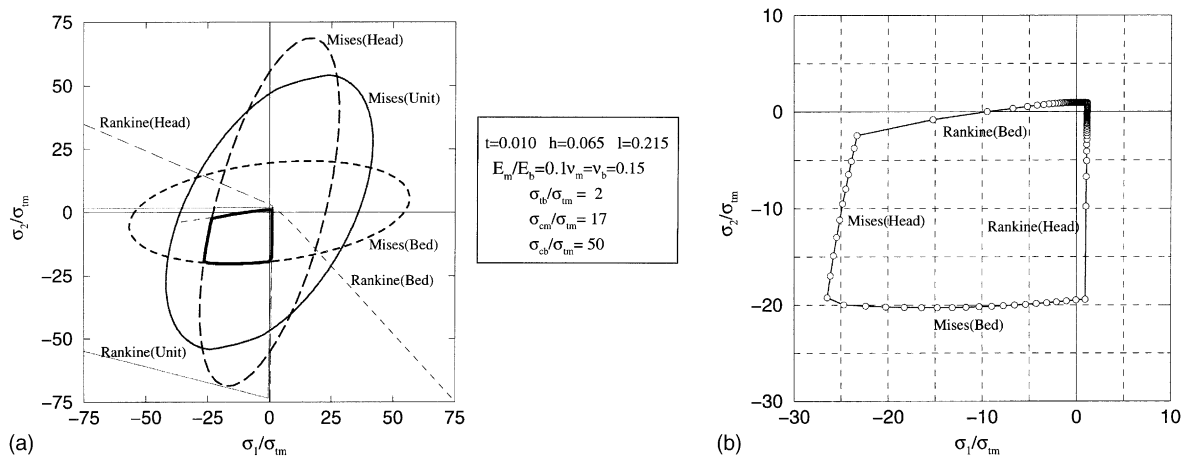 75
50
25
0
−25
−50
−75
σ₂/σtm
−75 −50 −25 0 25 50 75
σ₁/σtm
(a)
Mises(Head)
Mises(Unit)
Rankine(Head)
Mises(Bed)
Rankine(Bed)
Rankine(Unit)
t=0.010 h=0.065 l=0.215
Em/Eb=0.1νm=νb=0.15
σtb/σtm = 2
σcm/σtm = 17
σcb/σtm = 50
(b)
10
0
−10
−20
−30
σ₂/σtm
−30 −20 −10 0 10
σ₁/σtm
Rankine(Bed)
Mises(Head)
Rankine(Head)
Mises(Bed)